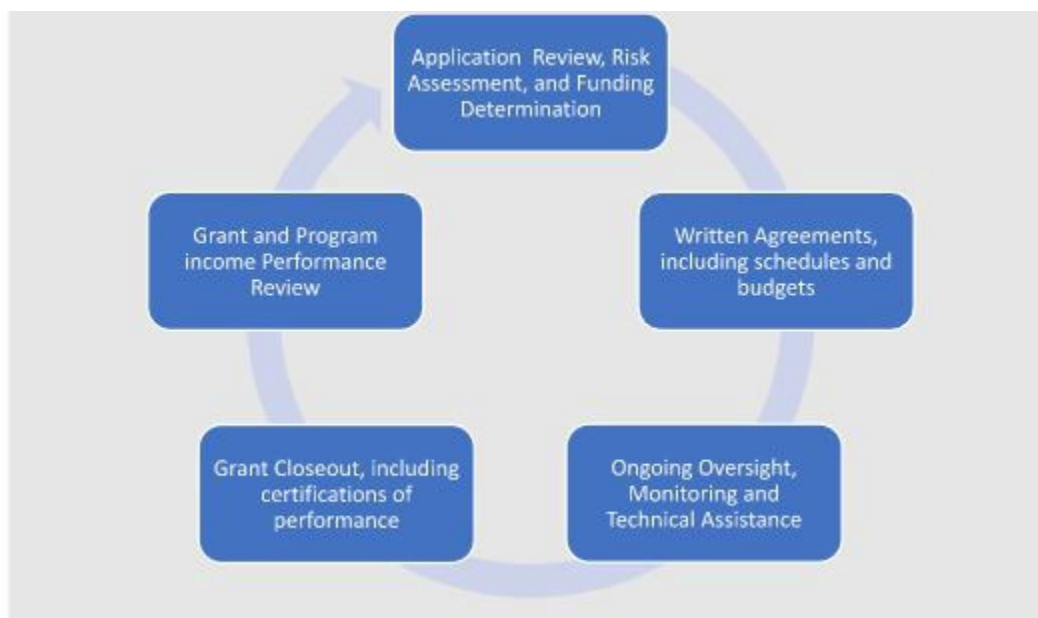 Application Review, Risk
Assessment, and Funding
Determination
Written Agreements,
including schedules and
budgets
Ongoing Oversight,
Monitoring and
Technical Assistance
Grant Closeout, including
certifications of
performance
Grant and Program
income Performance
Review